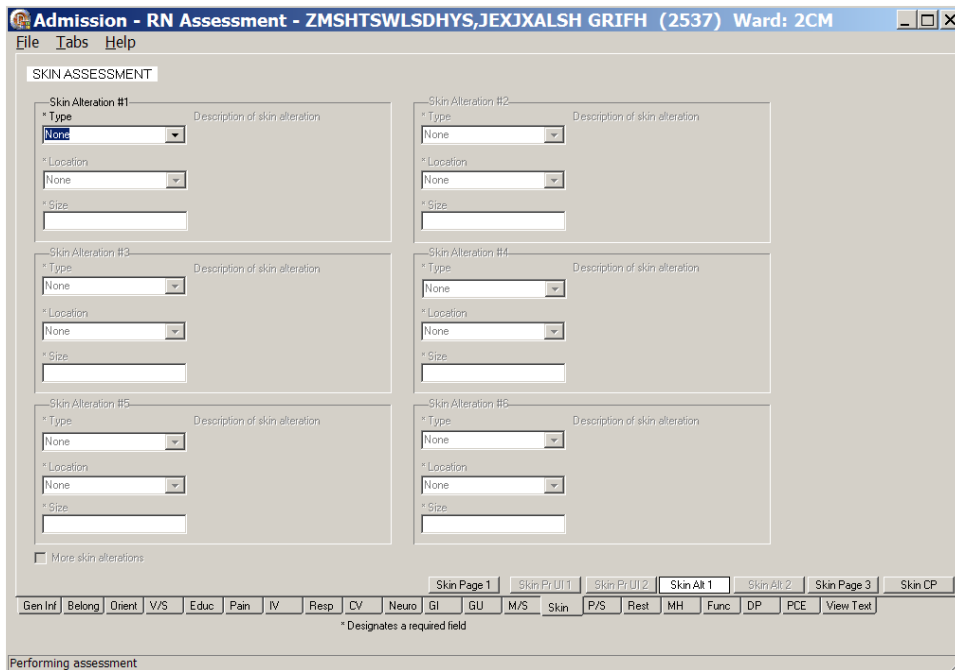 Admission - RN Assessment - ZMSHTSWLSDHYS,JEXJXALSH GRIFH (2537) Ward: 2CM
File Tabs Help
SKIN ASSESSMENT
Skin Alteration #1
* Type
Description of skin alteration
None
* Location
None
* Size
Skin Alteration #2
* Type
Description of skin alteration
None
* Location
None
* Size
Skin Alteration #3
* Type
Description of skin alteration
None
* Location
None
* Size
Skin Alteration #4
* Type
Description of skin alteration
None
* Location
None
* Size
Skin Alteration #5
* Type
Description of skin alteration
None
* Location
None
* Size
Skin Alteration #6
* Type
Description of skin alteration
None
* Location
None
* Size
More skin alterations
Skin Page 1 Skin Pr Ul 1 Skin Pr Ul 2 Skin Alt 1 Skin Alt 2 Skin Page 3 Skin CP
Gen Inf Belong Orient V/S Educ Pain IV Resp CV Neuro GI GU M/S Skin P/S Rest MH Func DP PCE View Text
* Designates a required field
Performing assessment